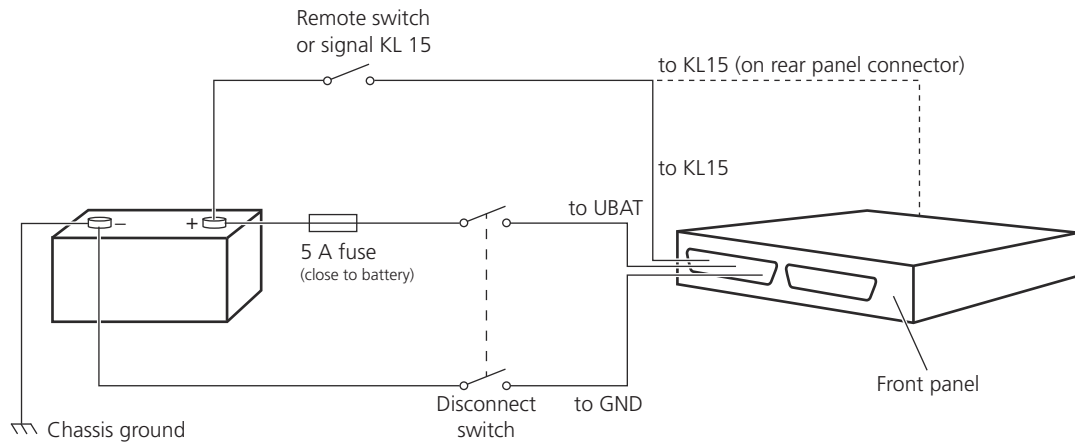 Remote switch
or signal KL 15
to KL15 (on rear panel connector)
to KL15
− +
to UBAT
5 A fuse
(close to battery)
Front panel
Disconnect
switch
to GND
Chassis ground